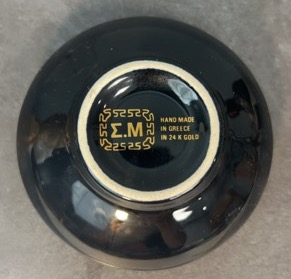 Σ.Μ
HAND MADE
IN GREECE
IN 24 K GOLD